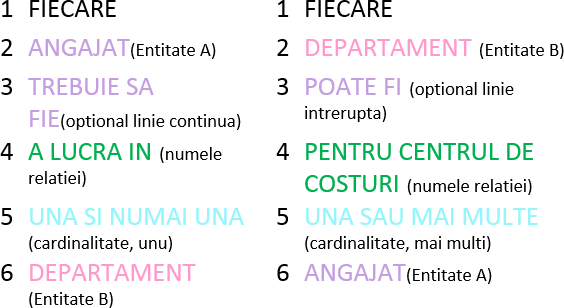 1 FIECARE
2 ANGAJAT(Entitate A)
3 TREBUIE SA
FIE(optional linie continua)
4 A LUCRA IN (numele
relatiei)
5 UNA SI NUMAI UNA
(cardinalitate, unu)
6 DEPARTAMENT
(Entitate B)
1 FIECARE
2 DEPARTAMENT (Entitate B)
3 POATE FI (optional linie
intrerupta)
4 PENTRU CENTRUL DE
COSTURI (numele relatiei)
5 UNA SAU MAI MULTE
(cardinalitate, mai multi)
6 ANGAJAT(Entitate A)